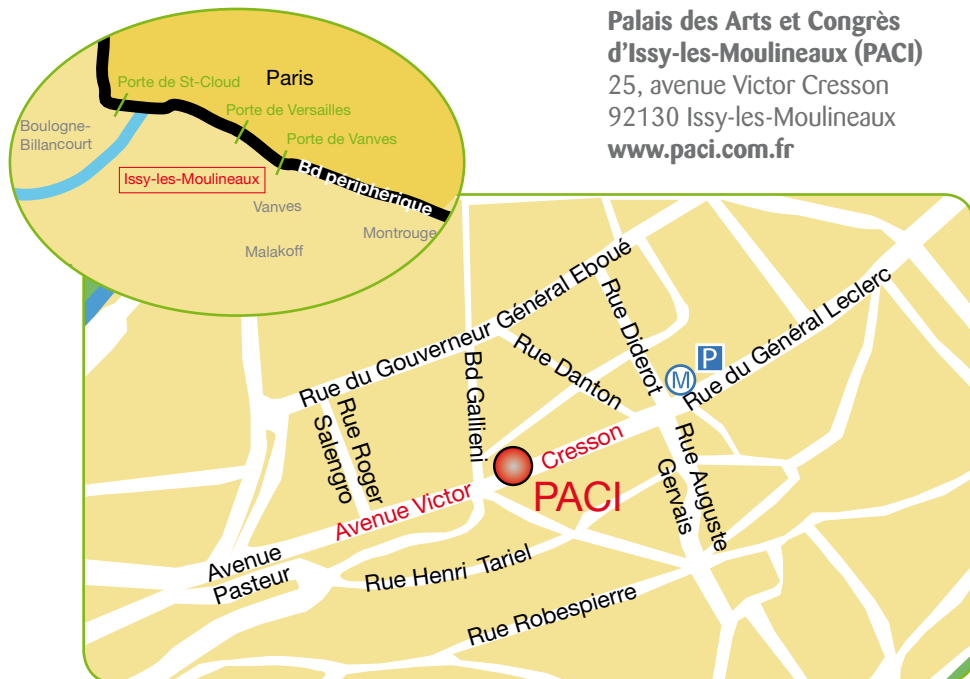 Palais des Arts et Congrès
d'Issy-les-Moulineaux (PACI)
25, avenue Victor Cresson
92130 Issy-les-Moulineaux
www.paci.com.fr
Paris
Porte de St-Cloud
Porte de Versailles
Boulogne-
Billancourt
Porte de Vanves
Issy-les-Moulineaux
Bd periphérique
Vanves
Montrouge
Malakoff
Rue du Gouverneur Général Eboué
Rue Diderot
Rue du Général Leclerc
P
M
Bd Gallieni
Rue Danton
Rue Roger
Salengro
Avenue Victor
Cresson
PACI
Rue Auguste
Gervais
Avenue
Pasteur
Rue Henri Tariel
Rue Robespierre